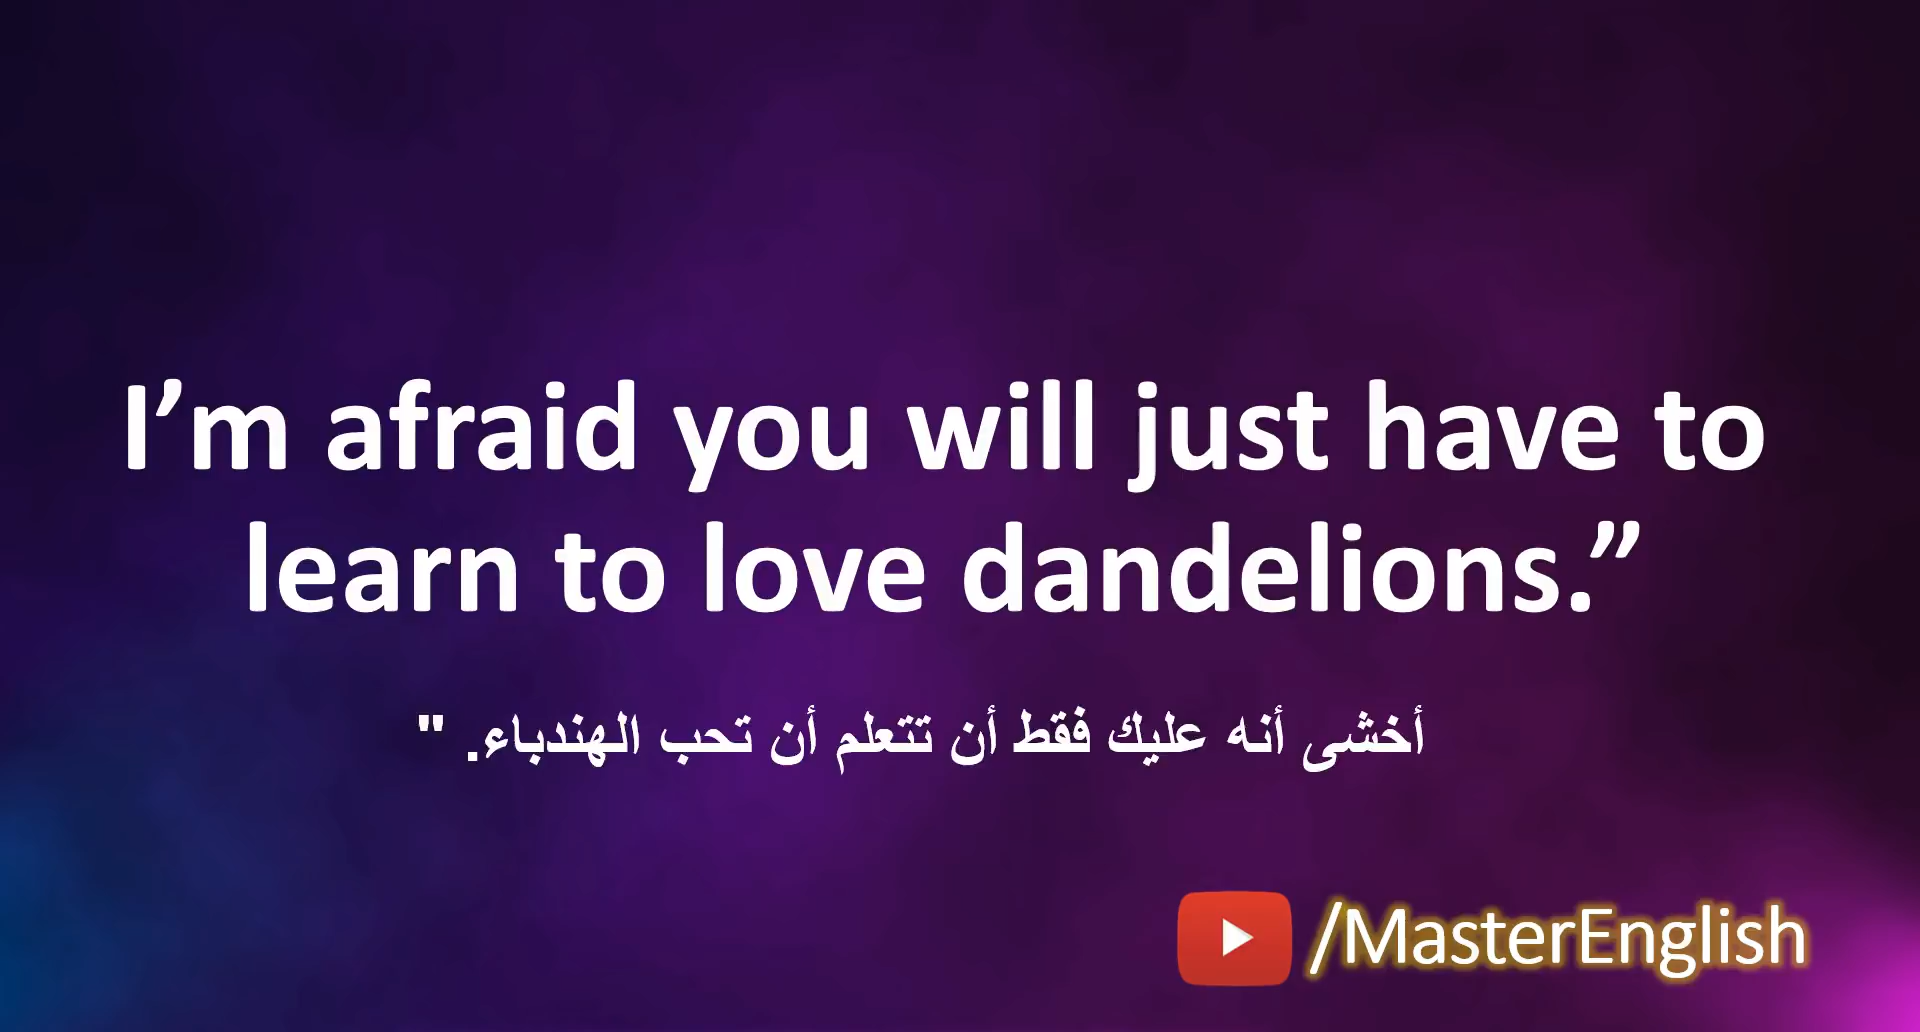 I’m afraid you will just have to
learn to love dandelions.”
أخشى أنه عليك فقط أن تتعلم أن تحب الهندباء. "
/MasterEnglish